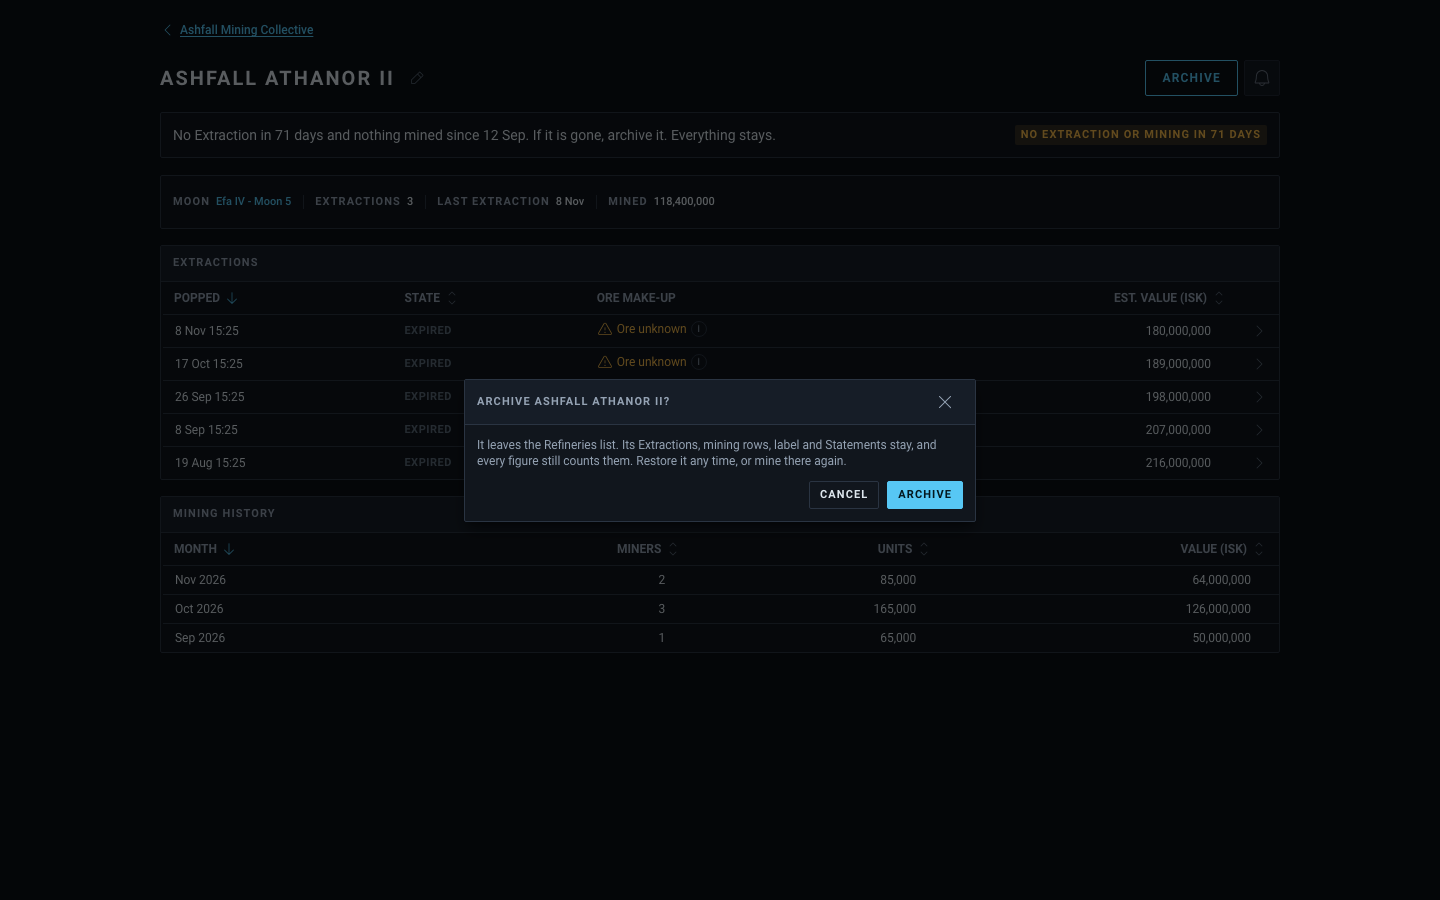 Ashfall Mining Collective
ASHFALL ATHANOR II
ARCHIVE
No Extraction in 71 days and nothing mined since 12 Sep. If it is gone, archive it. Everything stays.
NO EXTRACTION OR MINING IN 71 DAYS
MOON Efa IV - Moon 5 EXTRACTIONS 3 LAST EXTRACTION 8 Nov MINED 118,400,000
EXTRACTIONS
POPPED STATE ORE MAKE-UP EST. VALUE (ISK)
8 Nov 15:25 EXPIRED Ore unknown 180,000,000
17 Oct 15:25 EXPIRED Ore unknown 189,000,000
26 Sep 15:25 EXPIRED 198,000,000
8 Sep 15:25 EXPIRED 207,000,000
19 Aug 15:25 EXPIRED 216,000,000
ARCHIVE ASHFALL ATHANOR II?
It leaves the Refineries list. Its Extractions, mining rows, label and Statements stay, and
every figure still counts them. Restore it any time, or mine there again.
CANCEL ARCHIVE
MINING HISTORY
MONTH MINERS UNITS VALUE (ISK)
Nov 2026 2 85,000 64,000,000
Oct 2026 3 165,000 126,000,000
Sep 2026 1 65,000 50,000,000